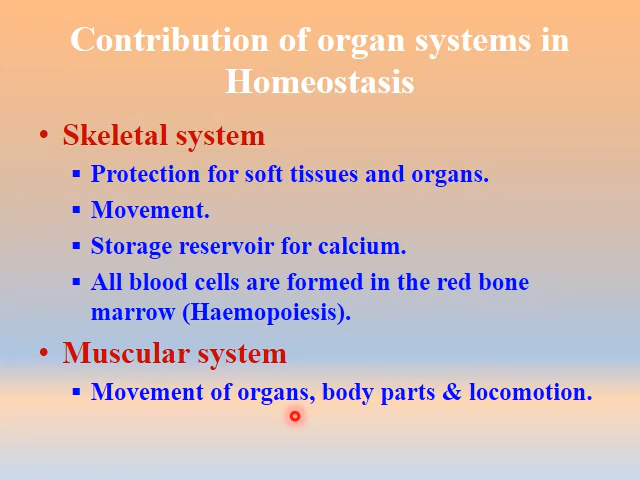 Contribution of organ systems in
Homeostasis
• Skeletal system
▪ Protection for soft tissues and organs.
▪ Movement.
▪ Storage reservoir for calcium.
▪ All blood cells are formed in the red bone
marrow (Haemopoiesis).
• Muscular system
▪ Movement of organs, body parts & locomotion.